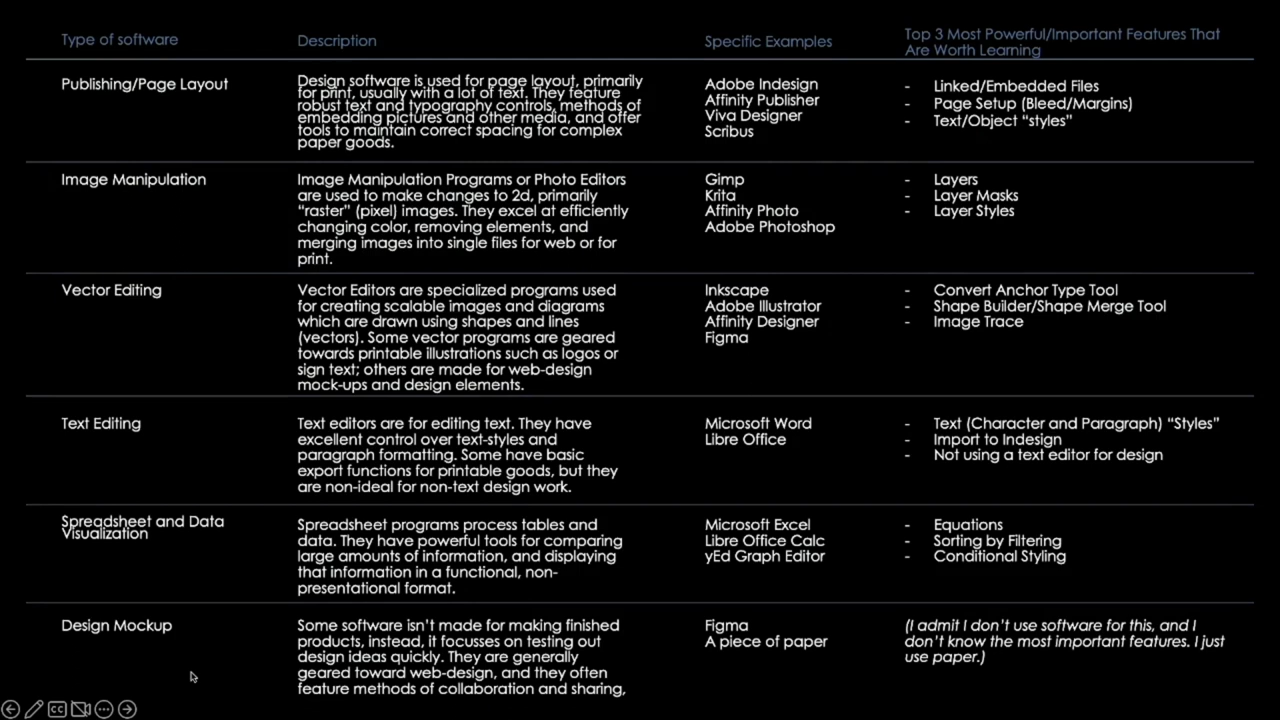 Type of software
Description
Specific Examples
Top 3 Most Powerful/Important Features That
Are Worth Learning
Publishing/Page Layout
Design software is used for page layout, primarily
for print, usually with a lot of text. They feature
robust text and typography controls, methods of
embedding pictures and other media, and offer
tools to maintain correct spacing for complex
paper goods.
Adobe Indesign
Affinity Publisher
Viva Designer
Scribus
- Linked/Embedded Files
- Page Setup (Bleed/Margins)
- Text/Object “styles”
Image Manipulation
Image Manipulation Programs or Photo Editors
are used to make changes to 2d, primarily
“raster” (pixel) images. They excel at efficiently
changing color, removing elements, and
merging images into single files for web or for
print.
Gimp
Krita
Affinity Photo
Adobe Photoshop
- Layers
- Layer Masks
- Layer Styles
Vector Editing
Vector Editors are specialized programs used
for creating scalable images and diagrams
which are drawn using shapes and lines
(vectors). Some vector programs are geared
towards printable illustrations such as logos or
sign text; others are made for web-design
mock-ups and design elements.
Inkscape
Adobe Illustrator
Affinity Designer
Figma
- Convert Anchor Type Tool
- Shape Builder/Shape Merge Tool
- Image Trace
Text Editing
Text editors are for editing text. They have
excellent control over text-styles and
paragraph formatting. Some have basic
export functions for printable goods, but they
are non-ideal for non-text design work.
Microsoft Word
Libre Office
- Text (Character and Paragraph) “Styles”
- Import to Indesign
- Not using a text editor for design
Spreadsheet and Data
Visualization
Spreadsheet programs process tables and
data. They have powerful tools for comparing
large amounts of information, and displaying
that information in a functional, non-
presentational format.
Microsoft Excel
Libre Office Calc
yEd Graph Editor
- Equations
- Sorting by Filtering
- Conditional Styling
Design Mockup
Some software isn’t made for making finished
products, instead, it focusses on testing out
design ideas quickly. They are generally
geared toward web-design, and they often
feature methods of collaboration and sharing,
Figma
A piece of paper
(I admit I don’t use software for this, and I
don’t know the most important features. I just
use paper.)
CC